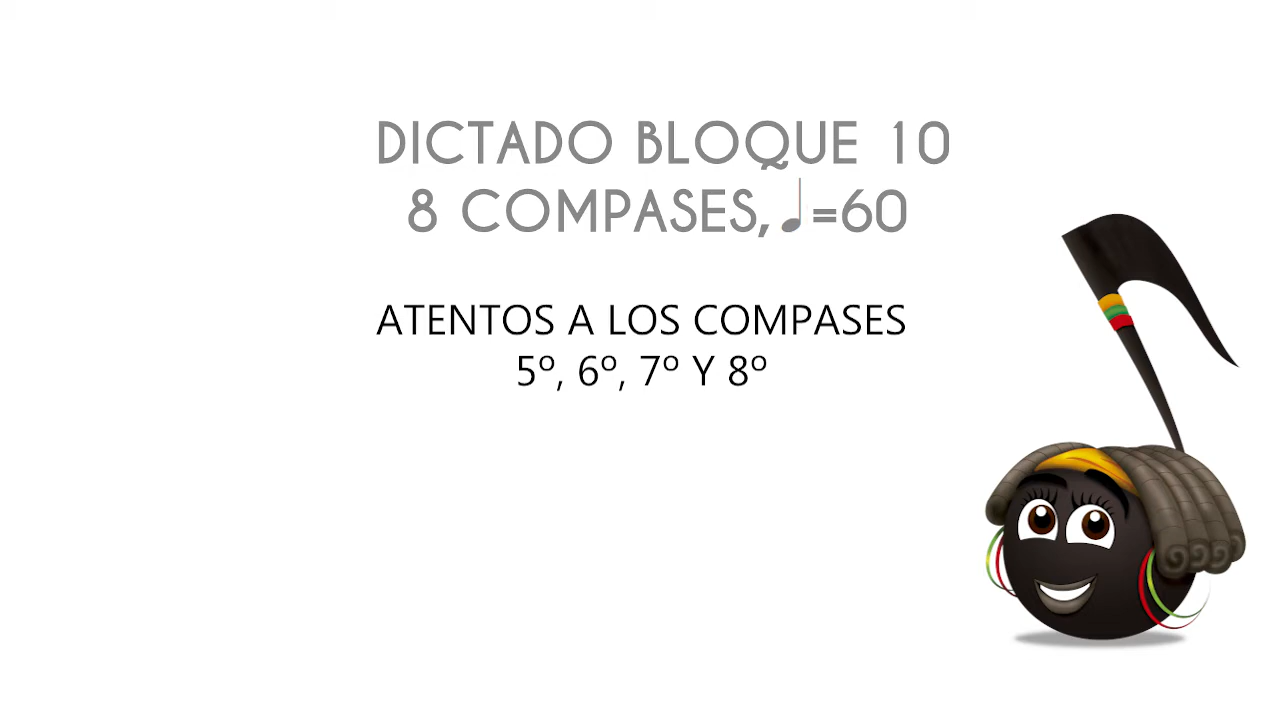 DICTADO BLOQUE 10
8 COMPASES, ♩=60
ATENTOS A LOS COMPASES
5º, 6º, 7º Y 8º